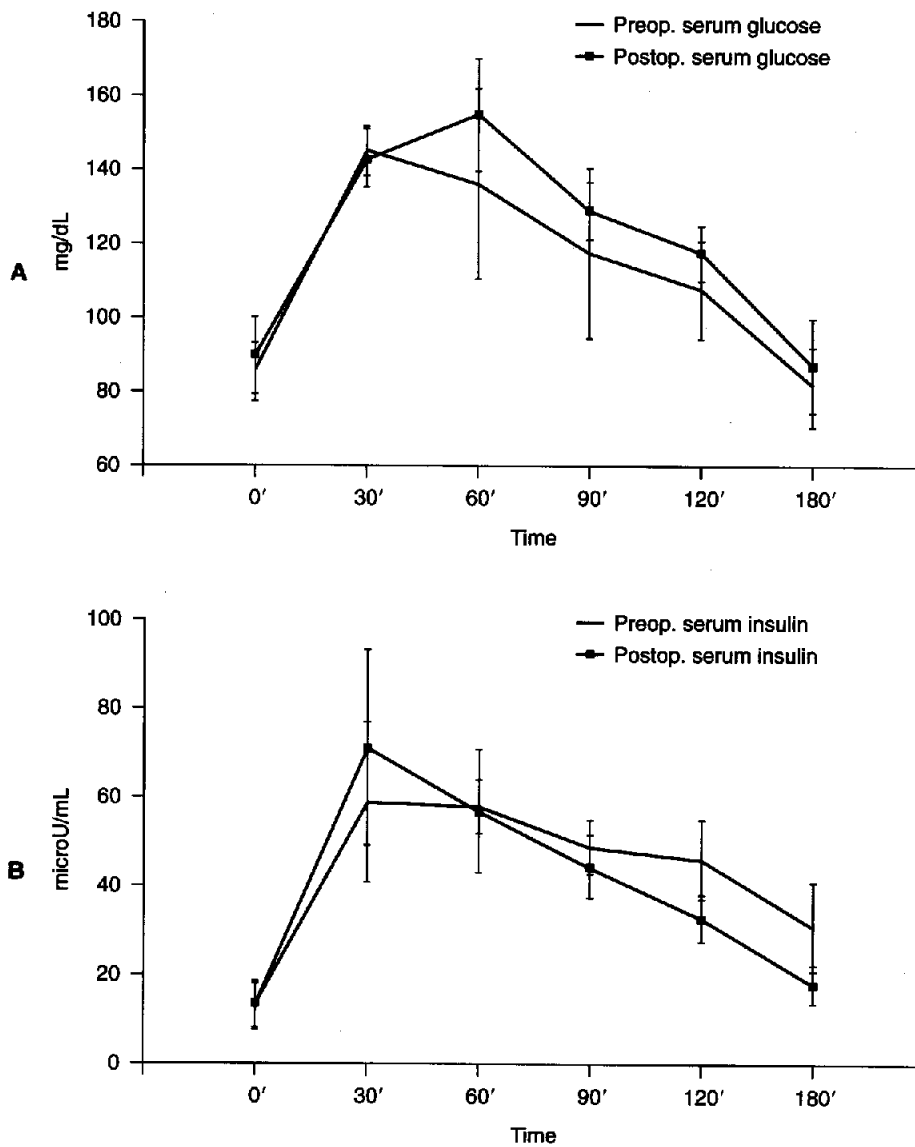 A
mg/dL
180
160
140
120
100
80
60
Preop. serum glucose
Postop. serum glucose
0′ 30′ 60′ 90′ 120′ 180′
Time
B
microU/mL
100
80
60
40
20
0
Preop. serum insulin
Postop. serum insulin
0′ 30′ 60′ 90′ 120′ 180′
Time